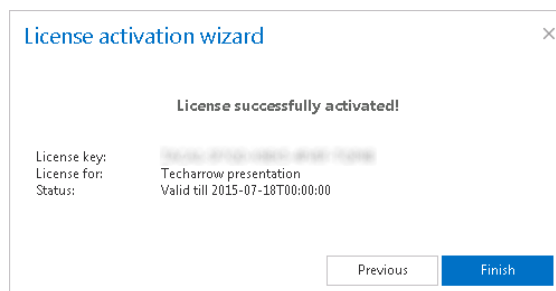 License activation wizard
License successfully activated!
License key:
License for: Techarrow presentation
Status: Valid till 2015-07-18T00:00:00
Previous Finish